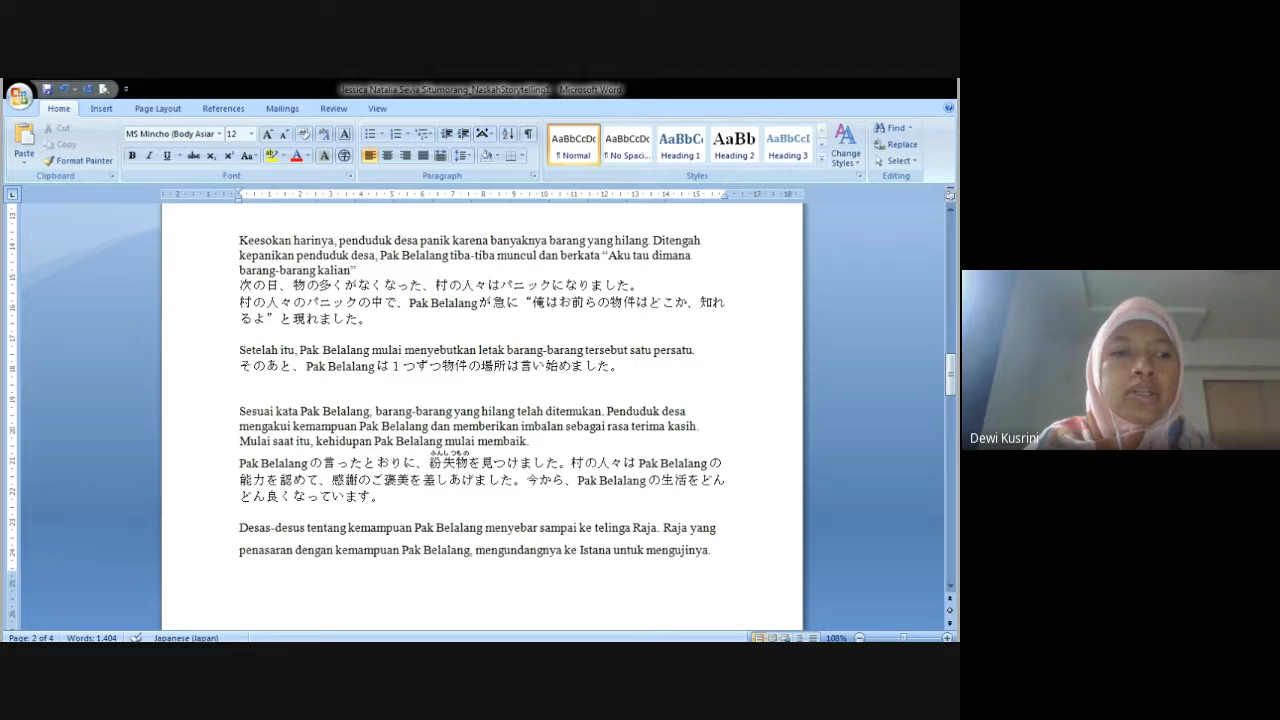 Jessica Natalia Sevia Situmorang_NaskahStorytelling1 - Microsoft Word
Home Insert Page Layout References Mailings Review View
Paste
Cut
Copy
Format Painter
Clipboard
MS Mincho (Body Asian 12
Font
Paragraph
AaBbCcDc AaBbCcDc AaBbC AaBb AaBbCcI
¶ Normal ¶ No Spaci... Heading 1 Heading 2 Heading 3
Change Styles
Styles
Find
Replace
Select
Editing
Keesokan harinya, penduduk desa panik karena banyaknya barang yang hilang. Ditengah
kepanikan penduduk desa, Pak Belalang tiba-tiba muncul dan berkata “Aku tau dimana
barang-barang kalian”
次の日、物の多くがなくなった、村の人々はパニックになりました。
村の人々のパニックの中で、Pak Belalangが急に“俺はお前らの物件はどこか、知れ
るよ”と現れました。
Setelah itu, Pak Belalang mulai menyebutkan letak barang-barang tersebut satu persatu.
そのあと、Pak Belalangは１つずつ物件の場所は言い始めました。
Sesuai kata Pak Belalang, barang-barang yang hilang telah ditemukan. Penduduk desa
mengakui kemampuan Pak Belalang dan memberikan imbalan sebagai rasa terima kasih.
Mulai saat itu, kehidupan Pak Belalang mulai membaik.
ふんしつもの
Pak Belalangの言ったとおりに、紛失物を見つけました。村の人々はPak Belalangの
能力を認めて、感謝のご褒美を差しあげました。今から、Pak Belalangの生活をどん
どん良くなっています。
Desas-desus tentang kemampuan Pak Belalang menyebar sampai ke telinga Raja. Raja yang
penasaran dengan kemampuan Pak Belalang, mengundangnya ke Istana untuk mengujinya.
Page: 2 of 4 Words: 1.404 Japanese (Japan) 108%
Dewi Kusrini